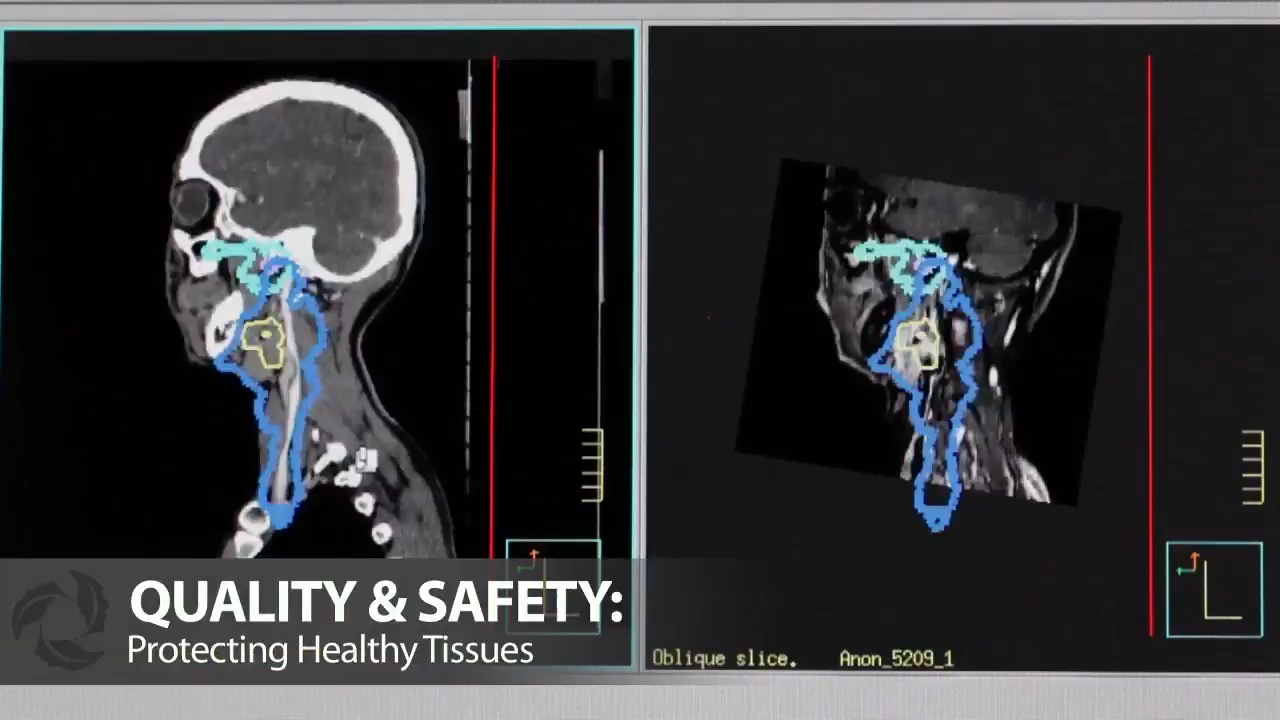 QUALITY & SAFETY:
Protecting Healthy Tissues
Oblique slice. Anon_5209_1